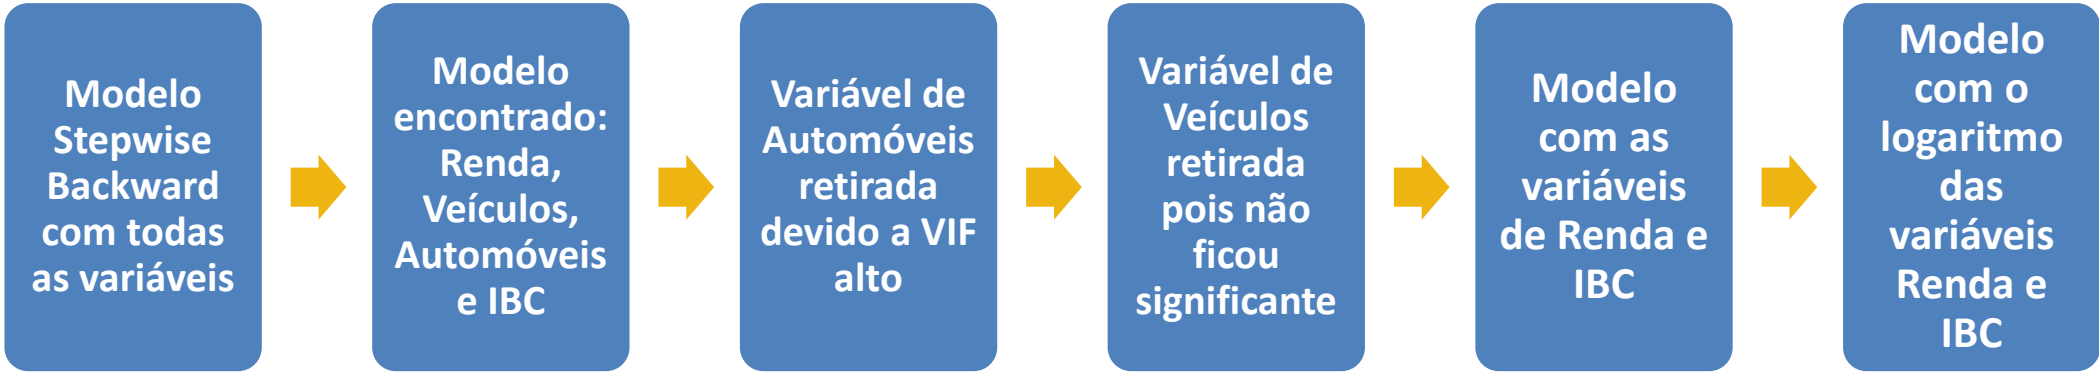 Modelo
Stepwise
Backward
com todas
as variáveis
Modelo
encontrado:
Renda,
Veículos,
Automóveis
e IBC
Variável de
Automóveis
retirada
devido a VIF
alto
Variável de
Veículos
retirada
pois não
ficou
significante
Modelo
com as
variáveis
de Renda e
IBC
Modelo
com o
logaritmo
das
variáveis
Renda e
IBC